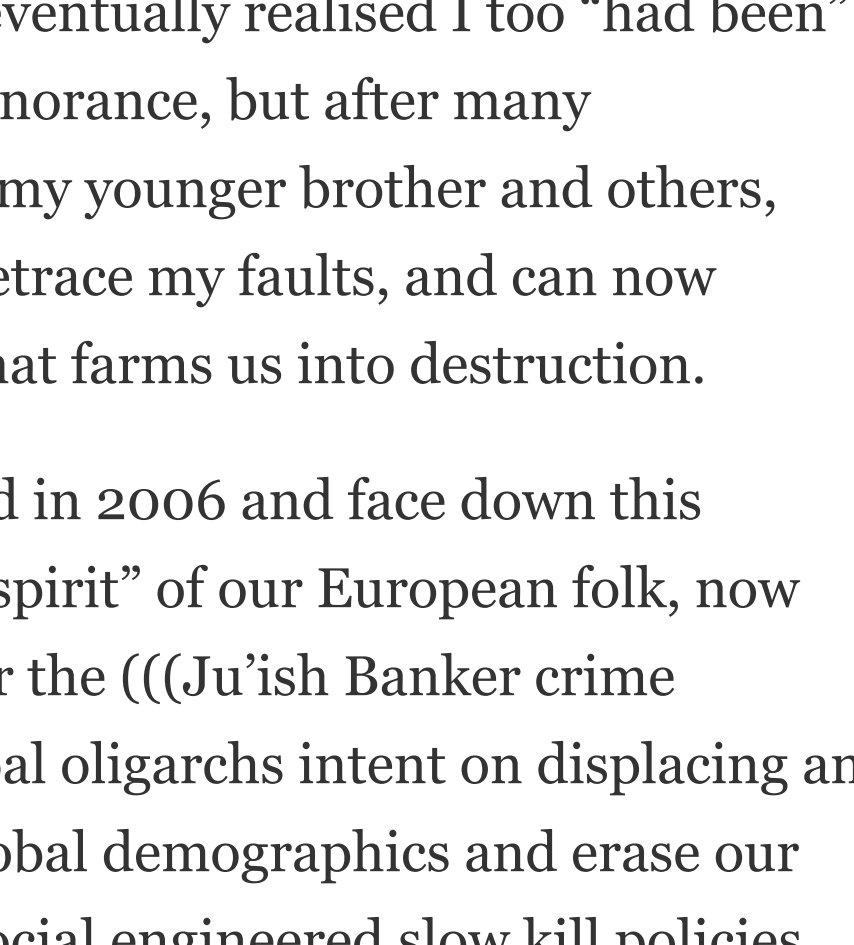 eventually realised I too “had been”
norance, but after many
my younger brother and others,
etrace my faults, and can now
hat farms us into destruction.
d in 2006 and face down this
spirit” of our European folk, now
r the (((Ju’ish Banker crime
bal oligarchs intent on displacing an
obal demographics and erase our
ocial engineered slow kill policies